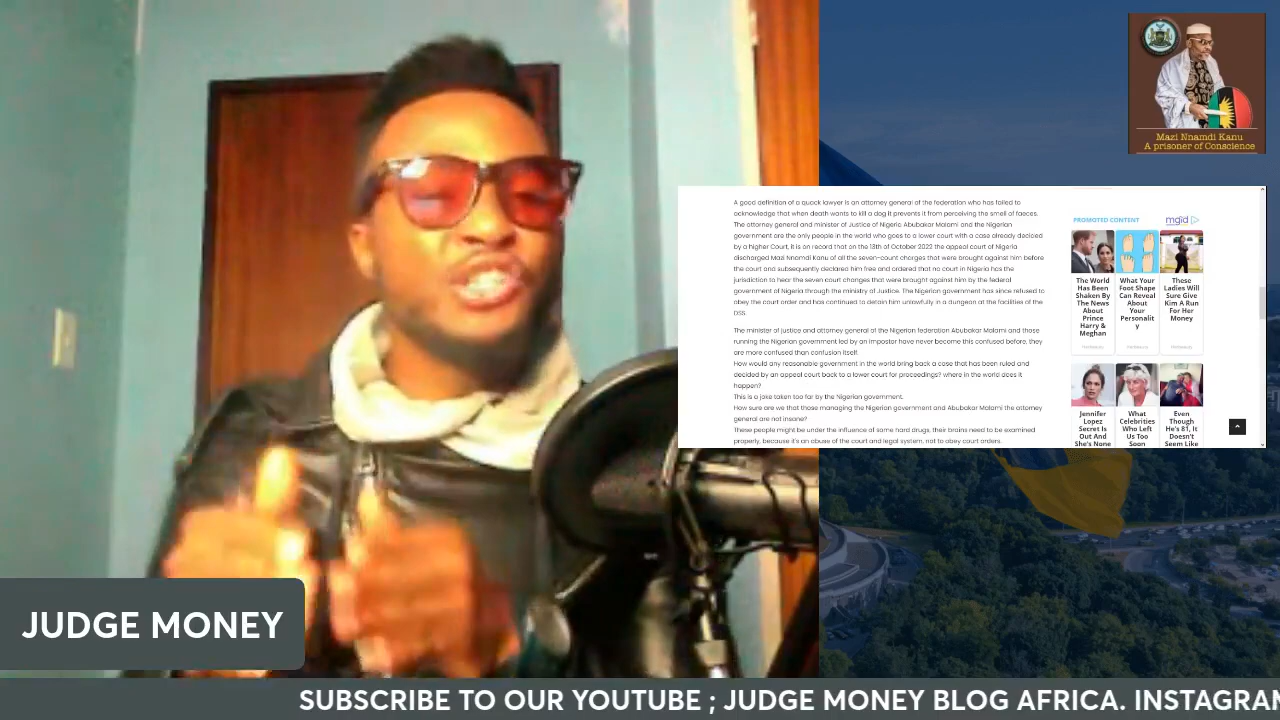 Mazi Nnamdi Kanu
A prisoner of Conscience
A good definition of a quack lawyer is an attorney general of the federation who has failed to
acknowledge that when death wants to kill a dog it prevents it from perceiving the smell of faeces.
The attorney general and minister of Justice of Nigeria Abubakar Malami and the Nigerian
government are the only people in the world who goes to a lower court with a case already decided
by a higher Court, it is on record that on the 13th of October 2022 the appeal court of Nigeria
discharged Mazi Nnamdi Kanu of all the seven-count charges that were brought against him before
the court and subsequently declared him free and ordered that no court in Nigeria has the
jurisdiction to hear the seven court charges that were brought against him by the federal
government of Nigeria through the ministry of Justice. The Nigerian government has since refused to
obey the court order and has continued to detain him unlawfully in a dungeon at the facilities of the
DSS.
The minister of justice and attorney general of the Nigerian federation Abubakar Malami and those
running the Nigerian government led by an impostor have never become this confused before, they
are more confused than confusion itself.
How would any reasonable government in the world bring back a case that has been ruled and
decided by an appeal court back to a lower court for proceedings? where in the world does it
happen?
This is a joke taken too far by the Nigerian government.
How sure are we that those managing the Nigerian government and Abubakar Malami the attorney
general are not insane?
These people might be under the influence of some hard drugs, their brains need to be examined
properly, because it's an abuse of the court and legal system, not to obey court orders.
PROMOTED CONTENT
mgid
The World
Has Been
Shaken By
The News
About
Prince
Harry &
Meghan
What Your
Foot Shape
Can Reveal
About
Your
Personalit
y
These
Ladies Will
Sure Give
Kim A Run
For Her
Money
Jennifer
Lopez
Secret Is
Out And
She's None
What
Celebrities
Who Left
Us Too
Soon
Even
Though
He's 81, It
Doesn't
Seem Like
JUDGE MONEY
SUBSCRIBE TO OUR YOUTUBE ; JUDGE MONEY BLOG AFRICA. INSTAGRAM